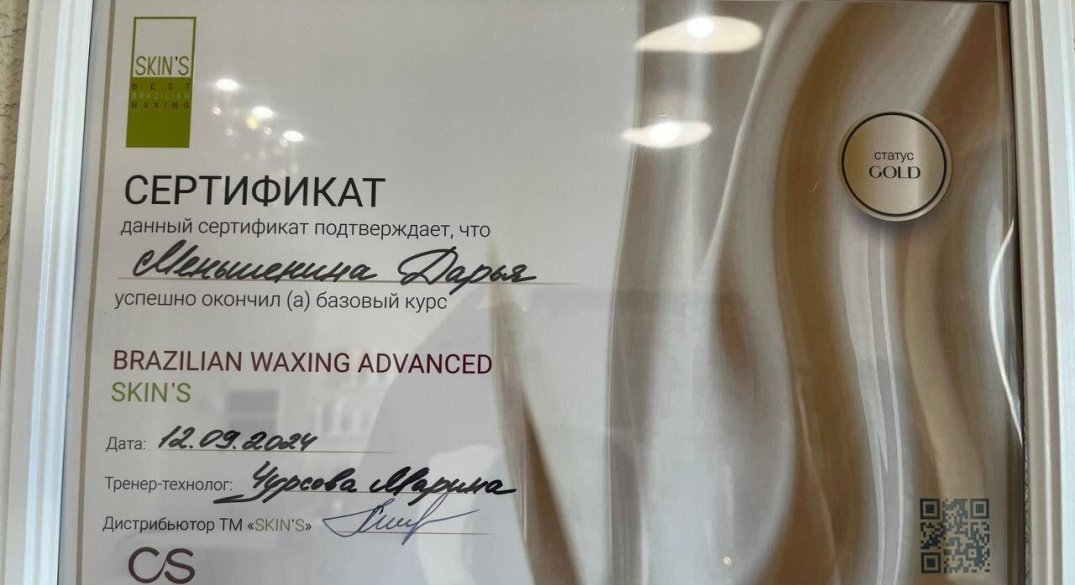 SKIN'S
BEST
BRAZILIAN
WAXING
статус
GOLD
СЕРТИФИКАТ
данный сертификат подтверждает, что
Меньшенина Дарья
успешно окончил (а) базовый курс
BRAZILIAN WAXING ADVANCED
SKIN'S
Дата: 12.09.2024
Тренер-технолог: Чурсова Марина
Дистрибьютор ТМ «SKIN'S»
CS